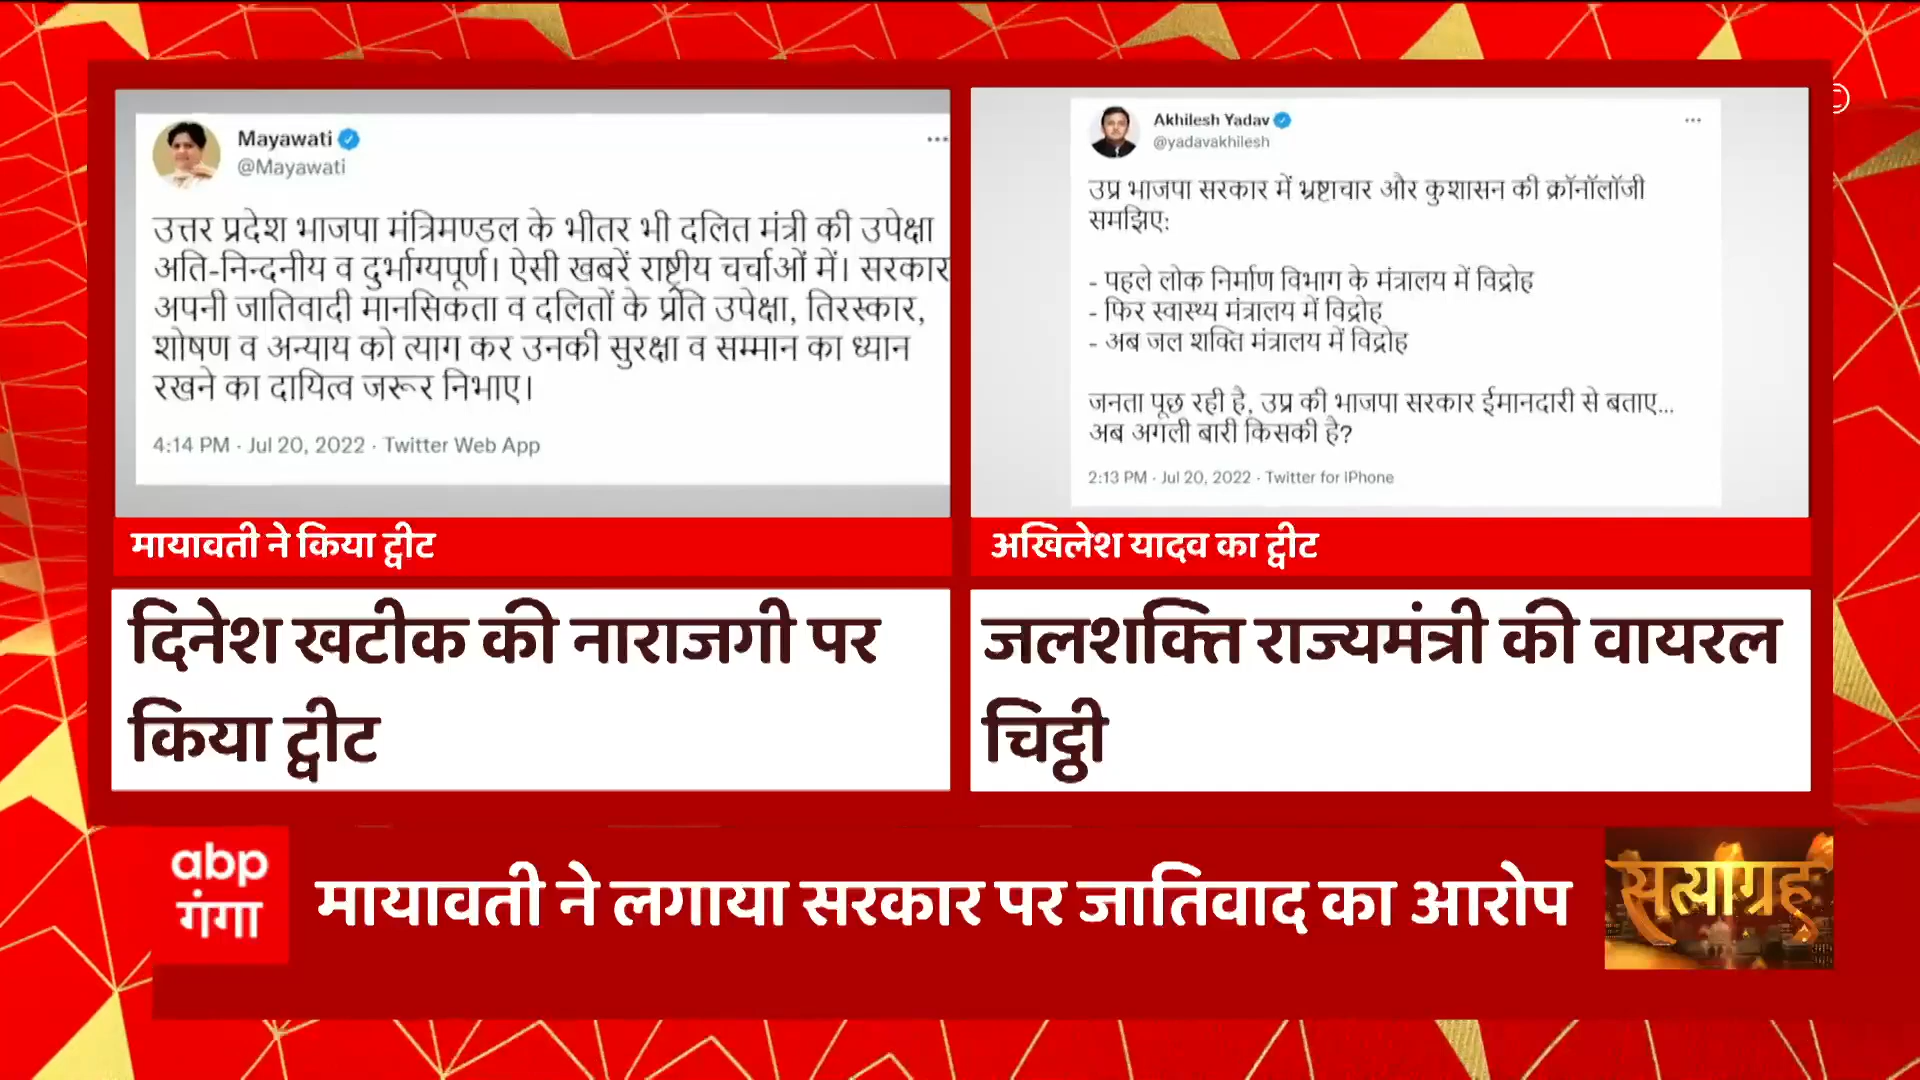 Mayawati
@Mayawati
उत्तर प्रदेश भाजपा मंत्रिमण्डल के भीतर भी दलित मंत्री की उपेक्षा
अति-निन्दनीय व दुर्भाग्यपूर्ण। ऐसी खबरें राष्ट्रीय चर्चाओं में। सरकार
अपनी जातिवादी मानसिकता व दलितों के प्रति उपेक्षा, तिरस्कार,
शोषण व अन्याय को त्याग कर उनकी सुरक्षा व सम्मान का ध्यान
रखने का दायित्व जरूर निभाए।
4:14 PM · Jul 20, 2022 · Twitter Web App
मायावती ने किया ट्वीट
दिनेश खटीक की नाराजगी पर
किया ट्वीट
Akhilesh Yadav
@yadavakhilesh
उप्र भाजपा सरकार में भ्रष्टाचार और कुशासन की क्रॉनॉलॉजी
समझिए:
- पहले लोक निर्माण विभाग के मंत्रालय में विद्रोह
- फिर स्वास्थ्य मंत्रालय में विद्रोह
- अब जल शक्ति मंत्रालय में विद्रोह
जनता पूछ रही है, उप्र की भाजपा सरकार ईमानदारी से बताए...
अब अगली बारी किसकी है?
2:13 PM · Jul 20, 2022 · Twitter for iPhone
अखिलेश यादव का ट्वीट
जलशक्ति राज्यमंत्री की वायरल
चिट्ठी
abp
गंगा
मायावती ने लगाया सरकार पर जातिवाद का आरोप
सत्याग्रह